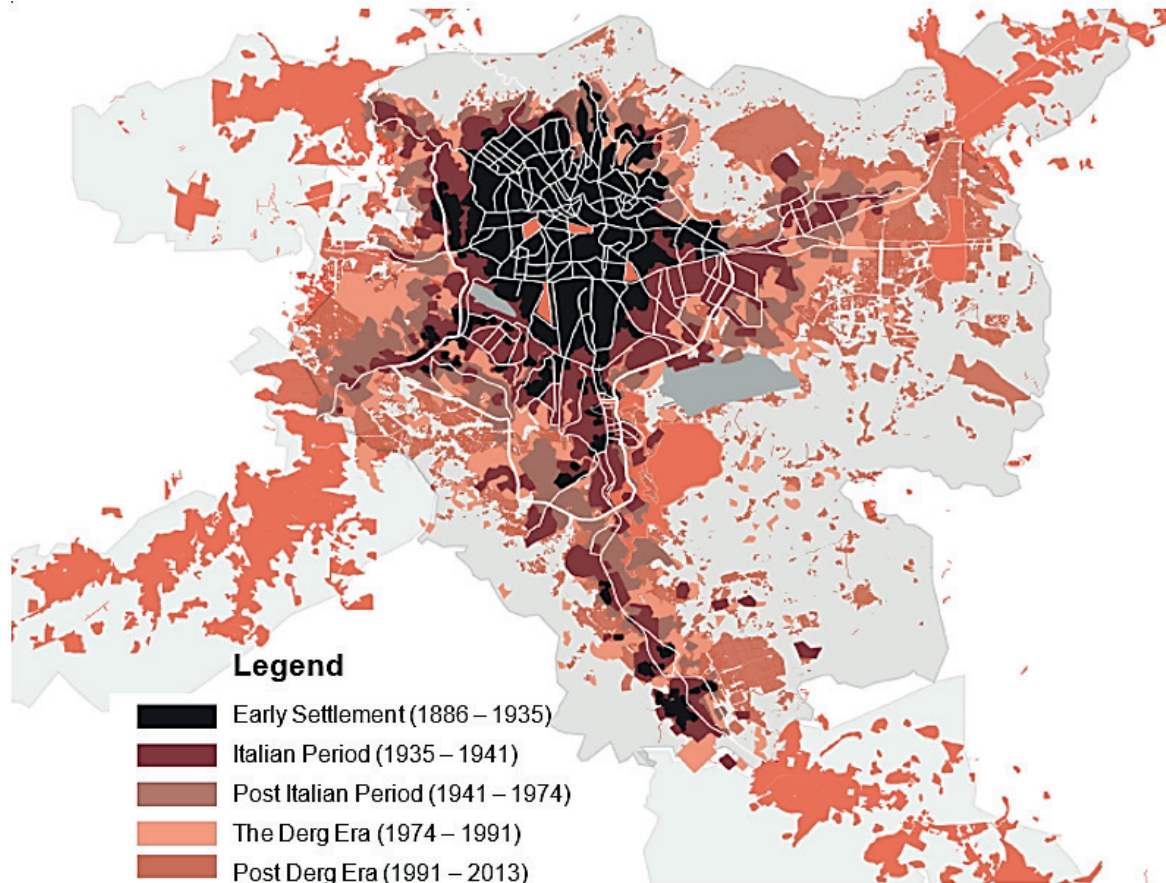 Legend
Early Settlement (1886 – 1935)
Italian Period (1935 – 1941)
Post Italian Period (1941 – 1974)
The Derg Era (1974 – 1991)
Post Derg Era (1991 – 2013)